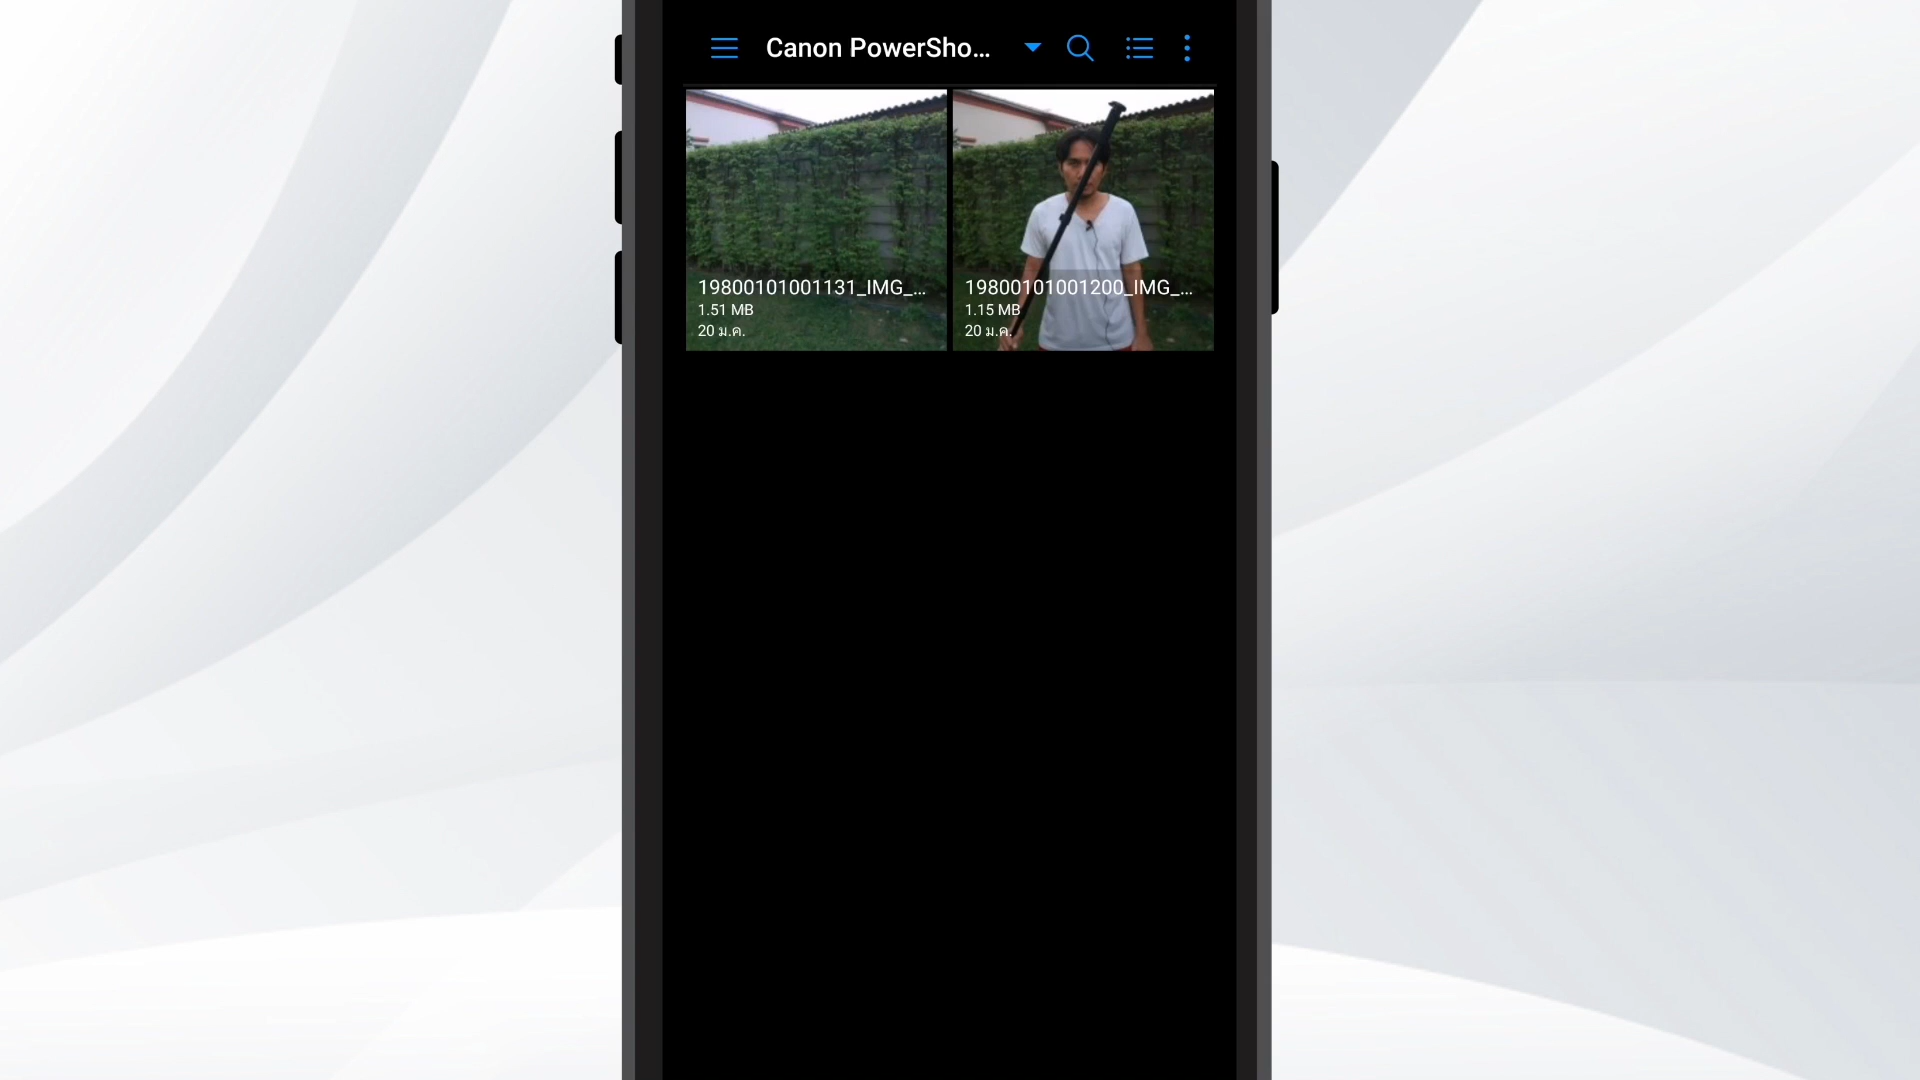 Canon PowerSho...
19800101001131_IMG_...
1.51 MB
20 ม.ค.
19800101001200_IMG_...
1.15 MB
20 ม.ค.